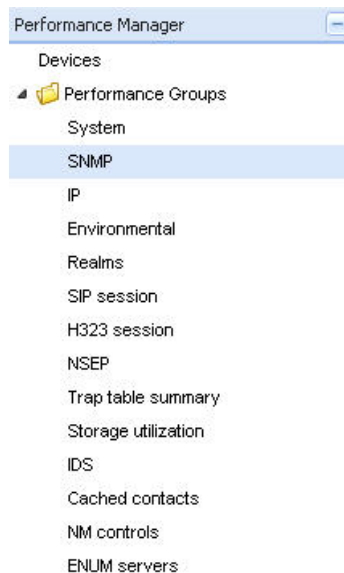 Performance Manager
Devices
Performance Groups
System
SNMP
IP
Environmental
Realms
SIP session
H323 session
NSEP
Trap table summary
Storage utilization
IDS
Cached contacts
NM controls
ENUM servers